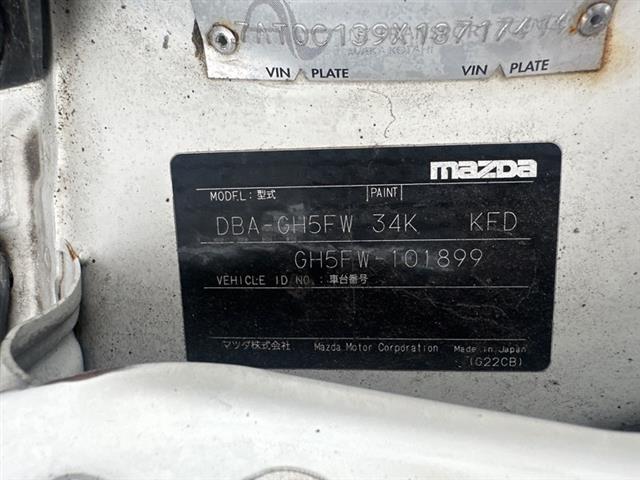 VIN PLATE VIN PLATE
mazda
MODEL:型式 PAINT
DBA-GH5FW 34K KFD
GH5FW-101899
VEHICLE ID NO.:車台番号
マツダ株式会社 Mazda Motor Corporation Made in Japan
(G22CB)